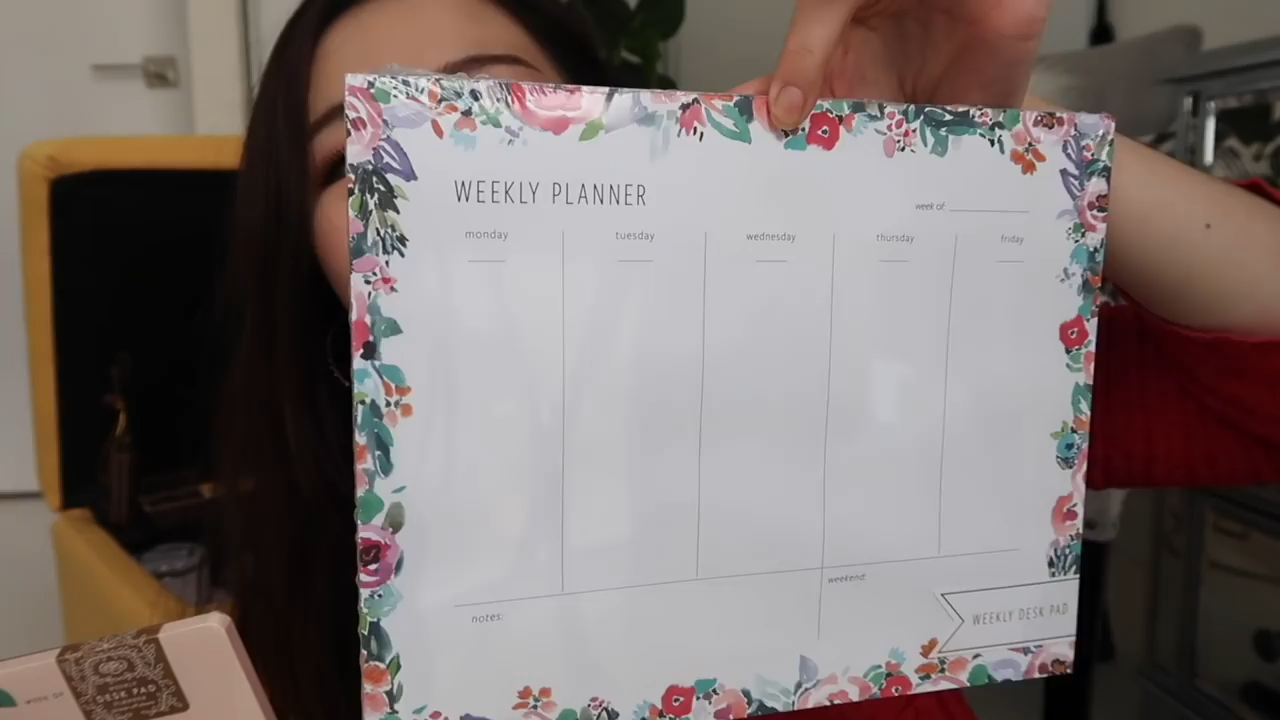 WEEKLY PLANNER
week of:
monday tuesday wednesday thursday friday
notes:
weekend:
WEEKLY DESK PAD
DESK PAD